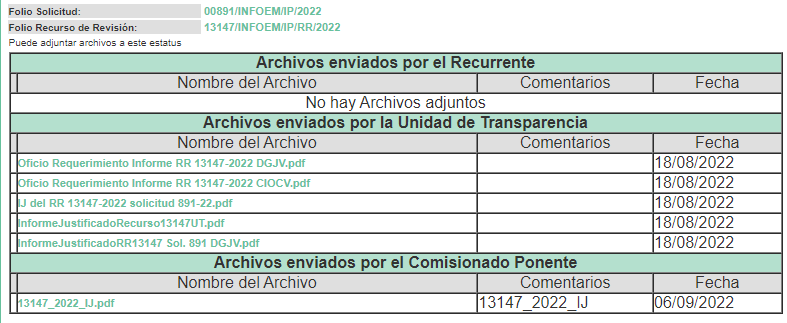 Folio Solicitud: 00891/INFOEM/IP/2022
Folio Recurso de Revisión: 13147/INFOEM/IP/RR/2022
Puede adjuntar archivos a este estatus
Archivos enviados por el Recurrente
Nombre del Archivo Comentarios Fecha
No hay Archivos adjuntos
Archivos enviados por la Unidad de Transparencia
Nombre del Archivo Comentarios Fecha
Oficio Requerimiento Informe RR 13147-2022 DGJV.pdf 18/08/2022
Oficio Requerimiento Informe RR 13147-2022 CIOCV.pdf 18/08/2022
IJ del RR 13147-2022 solicitud 891-22.pdf 18/08/2022
InformeJustificadoRecurso13147UT.pdf 18/08/2022
InformeJustificadoRR13147 Sol. 891 DGJV.pdf 18/08/2022
Archivos enviados por el Comisionado Ponente
Nombre del Archivo Comentarios Fecha
13147_2022_IJ.pdf 13147_2022_IJ 06/09/2022